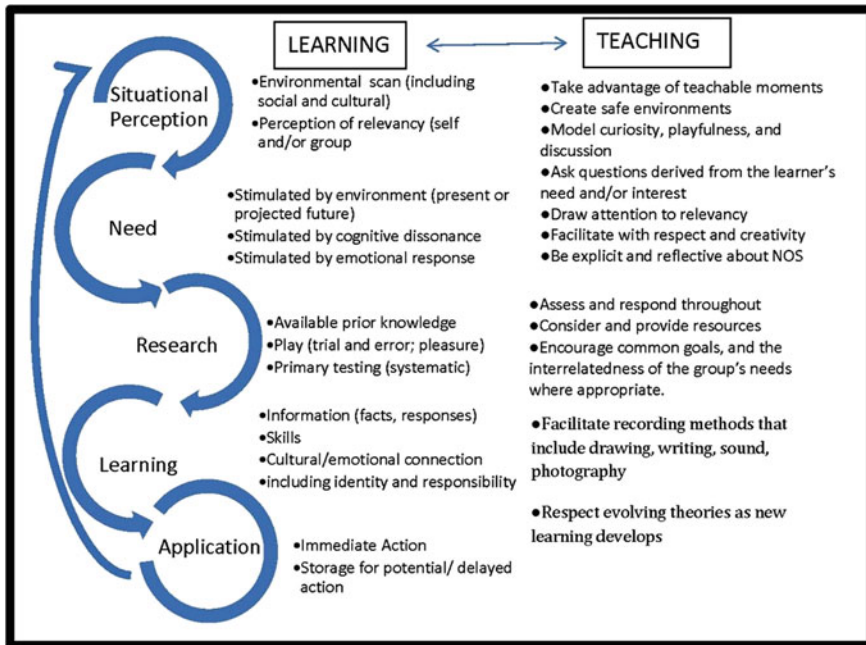 LEARNING
TEACHING
Situational
Perception
•Environmental scan (including
social and cultural)
•Perception of relevancy (self
and/or group
Need
•Stimulated by environment (present or
projected future)
•Stimulated by cognitive dissonance
•Stimulated by emotional response
Research
•Available prior knowledge
•Play (trial and error; pleasure)
•Primary testing (systematic)
Learning
•Information (facts, responses)
•Skills
•Cultural/emotional connection
•including identity and responsibility
Application
•Immediate Action
•Storage for potential/ delayed
action
●Take advantage of teachable moments
●Create safe environments
●Model curiosity, playfulness, and
discussion
●Ask questions derived from the learner’s
need and/or interest
●Draw attention to relevancy
●Facilitate with respect and creativity
●Be explicit and reflective about NOS
●Assess and respond throughout
●Consider and provide resources
●Encourage common goals, and the
interrelatedness of the group’s needs
where appropriate.
●Facilitate recording methods that
include drawing, writing, sound,
photography
●Respect evolving theories as new
learning develops